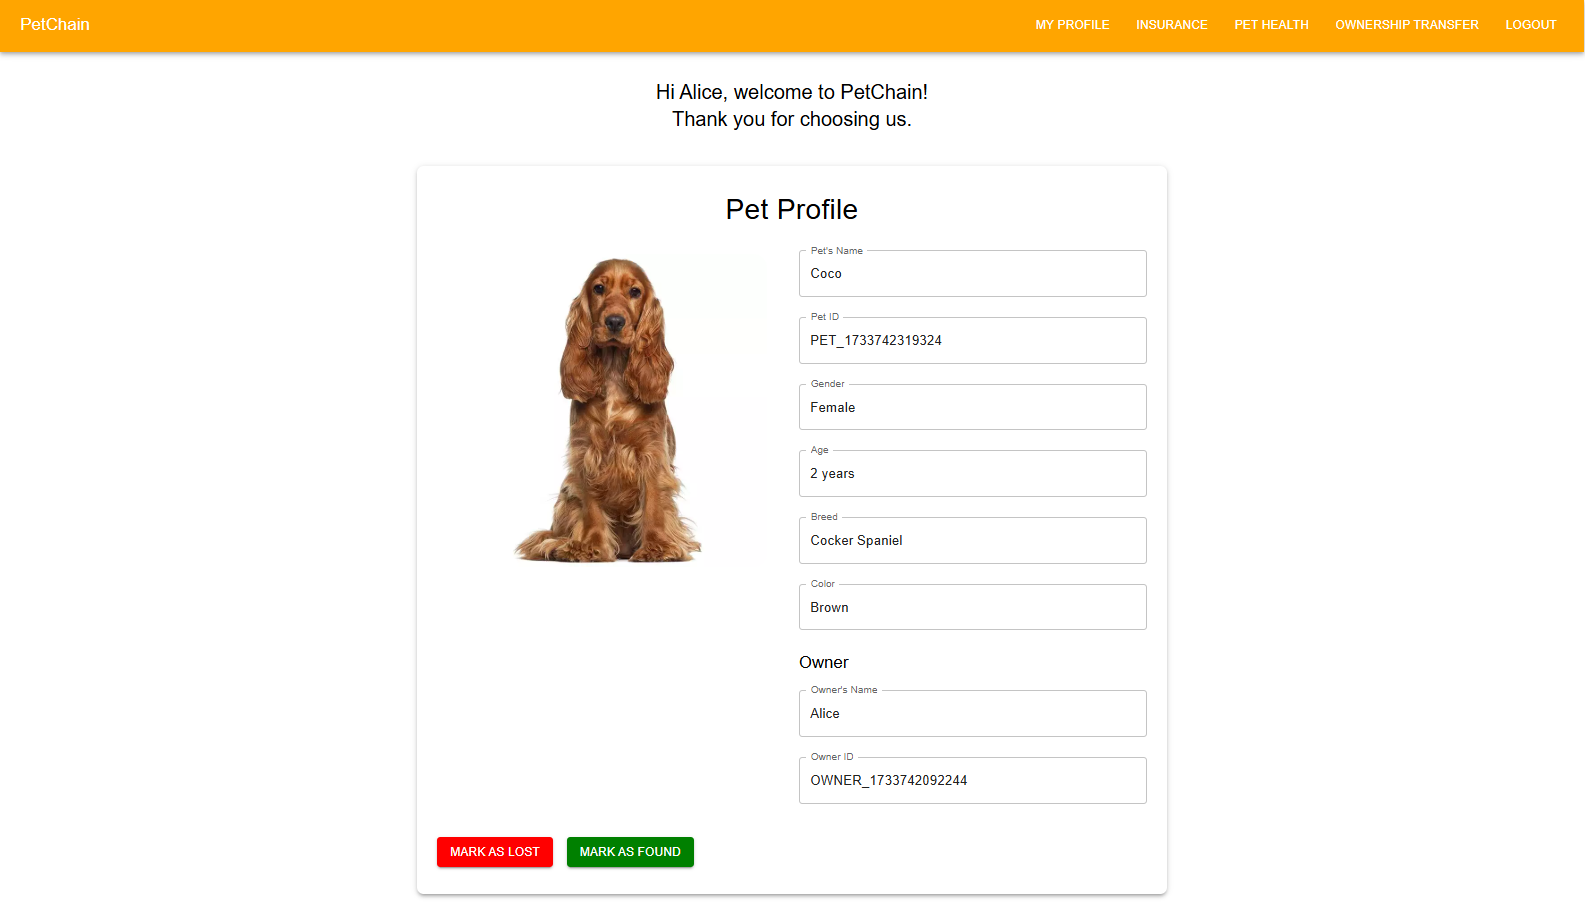 PetChain
MY PROFILE
INSURANCE
PET HEALTH
OWNERSHIP TRANSFER
LOGOUT
Hi Alice, welcome to PetChain!
Thank you for choosing us.
Pet Profile
Pet's Name
Coco
Pet ID
PET_1733742319324
Gender
Female
Age
2 years
Breed
Cocker Spaniel
Color
Brown
Owner
Owner's Name
Alice
Owner ID
OWNER_1733742092244
MARK AS LOST
MARK AS FOUND